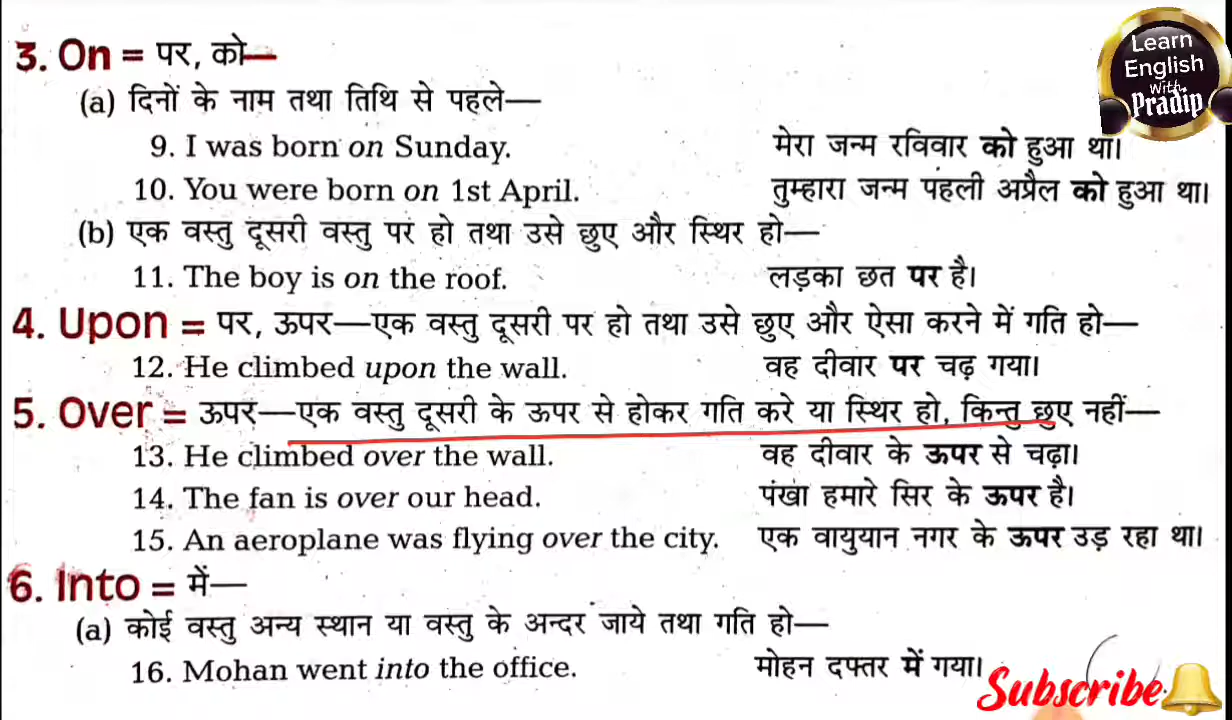 3. On = पर, को—
(a) दिनों के नाम तथा तिथि से पहले—
9. I was born on Sunday. मेरा जन्म रविवार को हुआ था।
10. You were born on 1st April. तुम्हारा जन्म पहली अप्रैल को हुआ था।
(b) एक वस्तु दूसरी वस्तु पर हो तथा उसे छुए और स्थिर हो—
11. The boy is on the roof. लड़का छत पर है।
4. Upon = पर, ऊपर—एक वस्तु दूसरी पर हो तथा उसे छुए और ऐसा करने में गति हो—
12. He climbed upon the wall. वह दीवार पर चढ़ गया।
5. Over = ऊपर—एक वस्तु दूसरी के ऊपर से होकर गति करे या स्थिर हो, किन्तु छुए नहीं—
13. He climbed over the wall. वह दीवार के ऊपर से चढ़ा।
14. The fan is over our head. पंखा हमारे सिर के ऊपर है।
15. An aeroplane was flying over the city. एक वायुयान नगर के ऊपर उड़ रहा था।
6. Into = में—
(a) कोई वस्तु अन्य स्थान या वस्तु के अन्दर जाये तथा गति हो—
16. Mohan went into the office. मोहन दफ्तर में गया।
Learn
English
With
Pradip
Subscribe